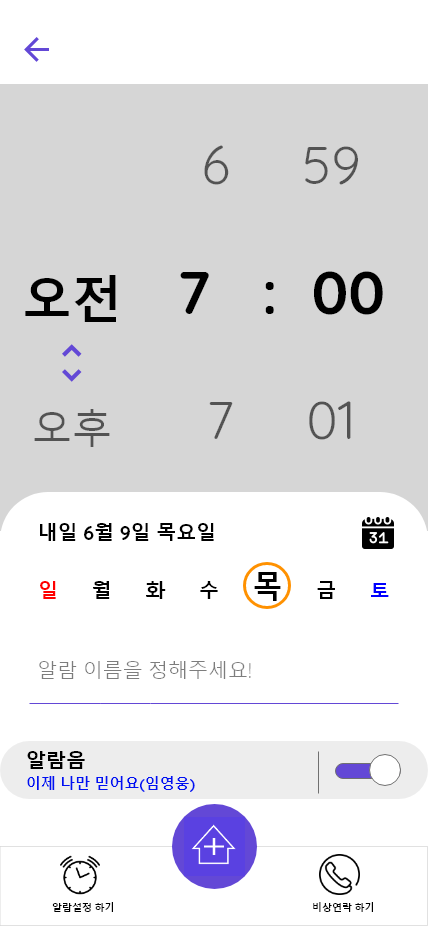 6 59
오전 7 : 00
오후 7 01
내일 6월 9일 목요일
31
일 월 화 수 목 금 토
알람 이름을 정해주세요!
알람음
이제 나만 믿어요(임영웅)
알람설정 하기 비상연락 하기